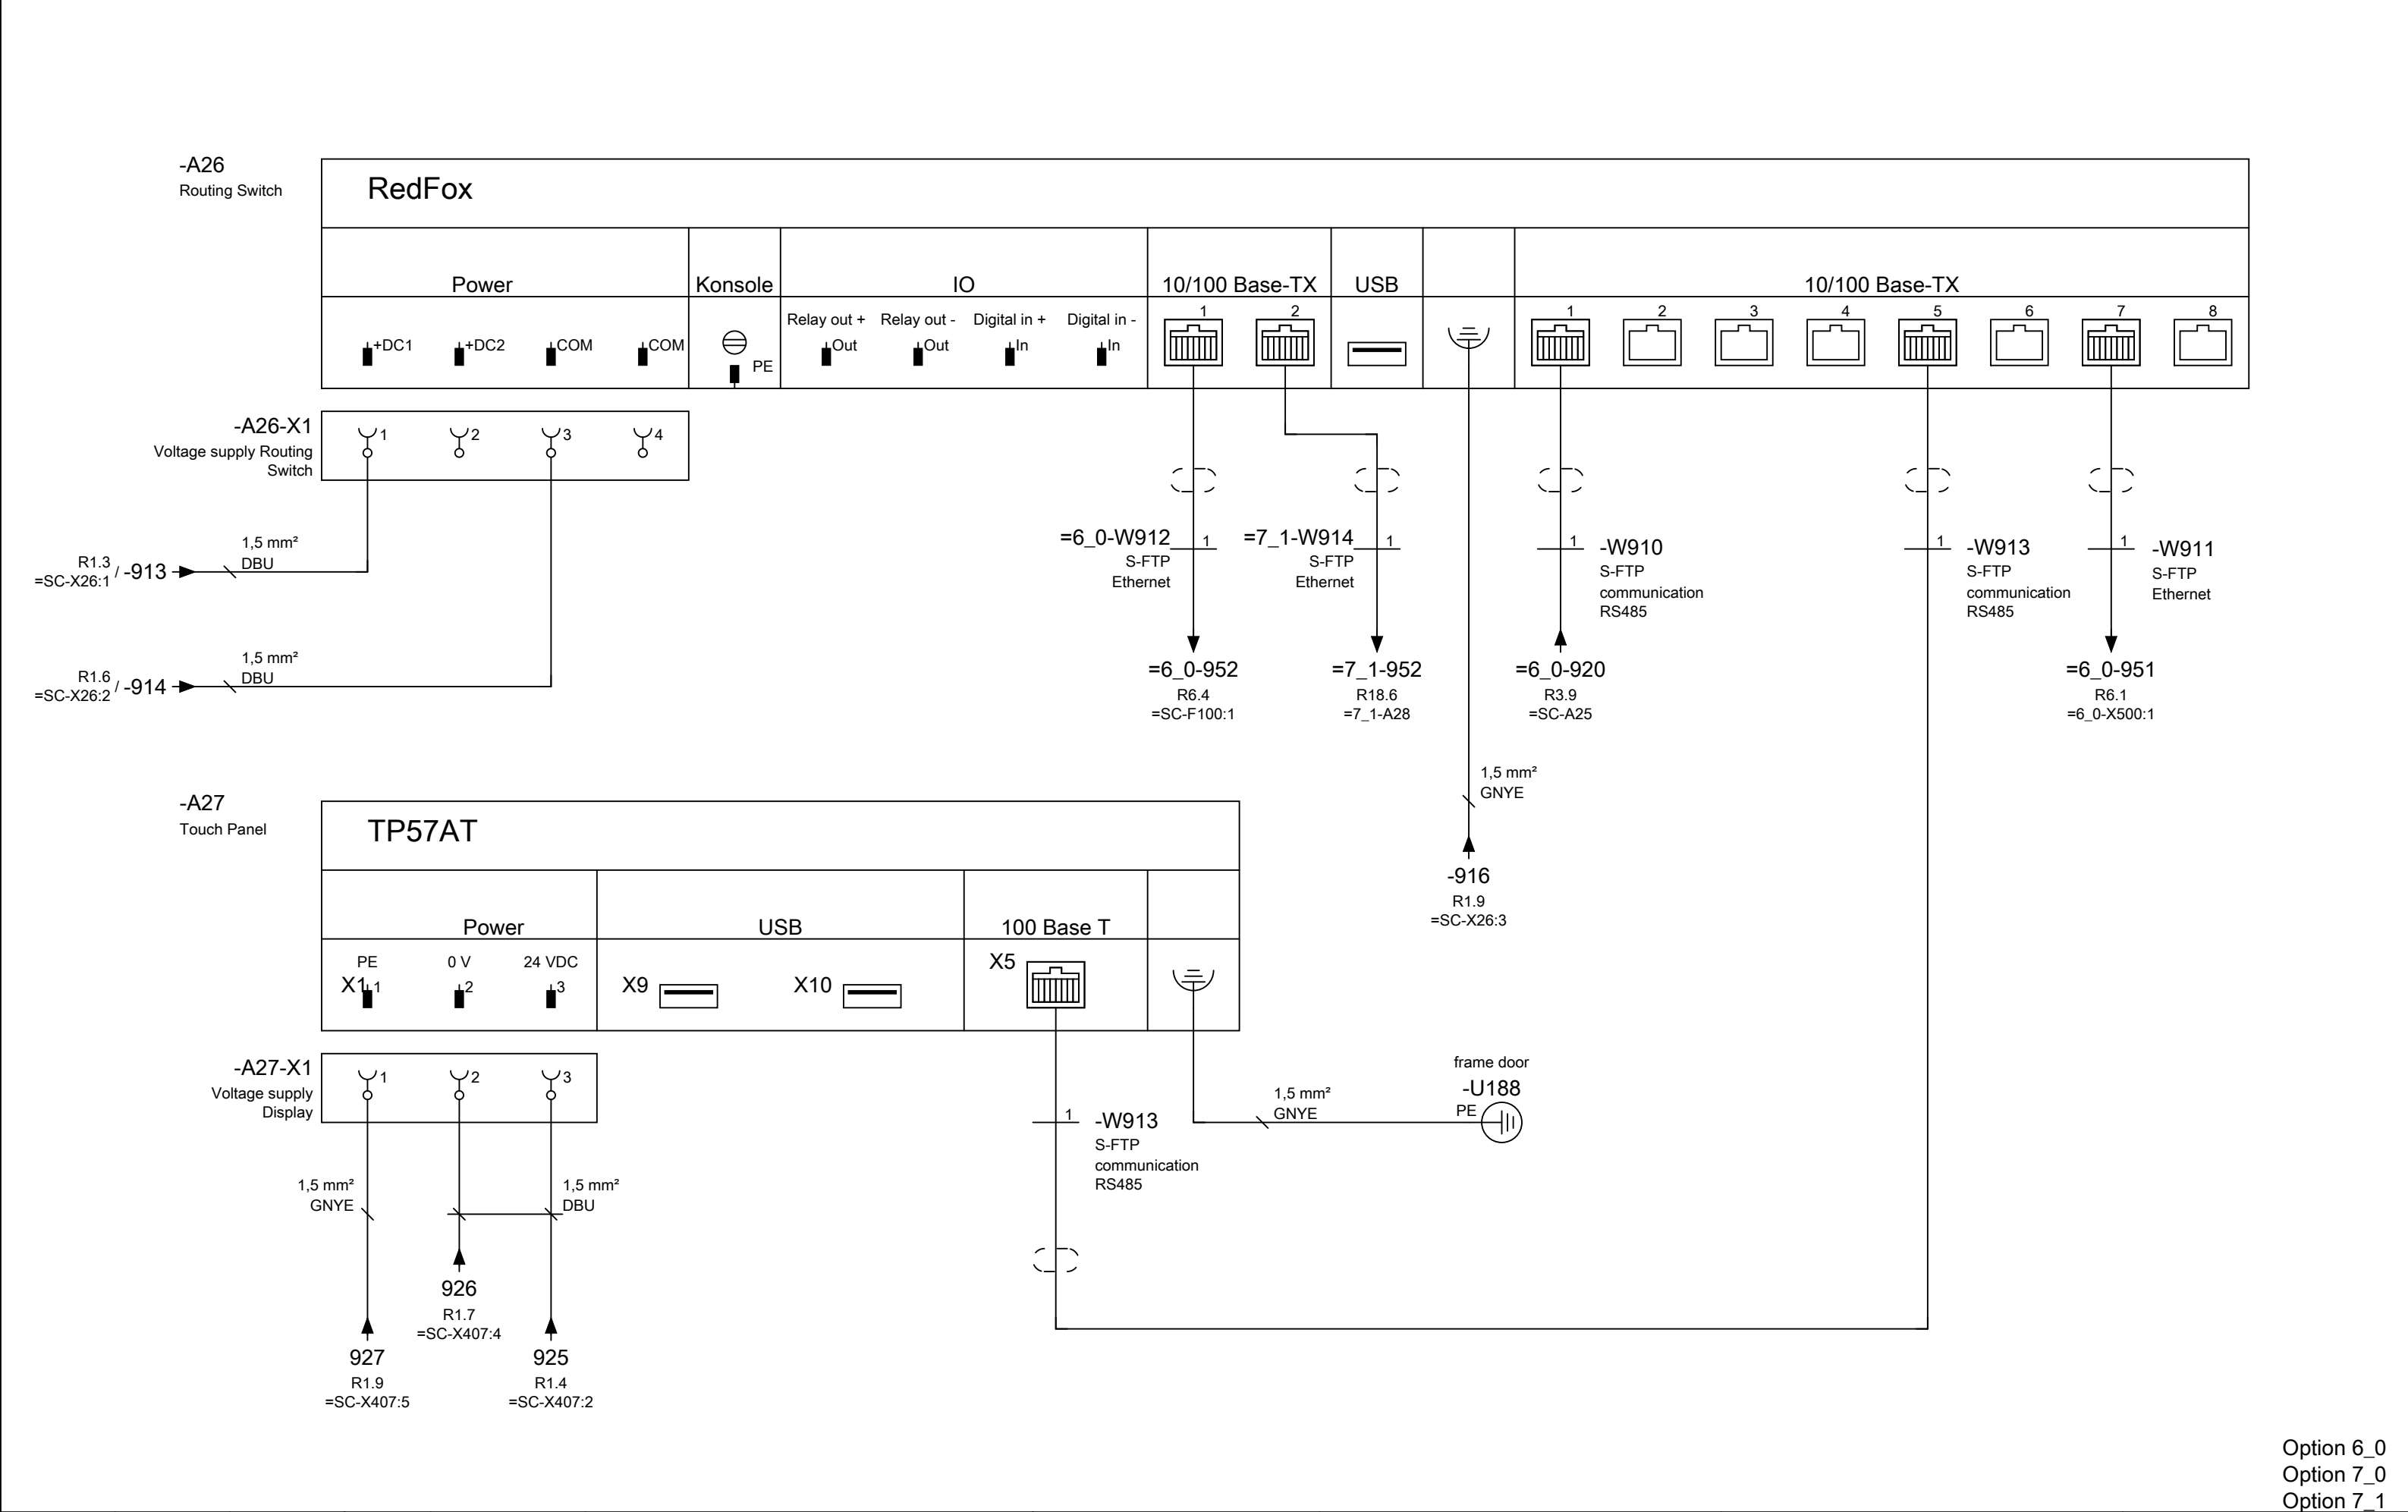 -A26
Routing Switch
RedFox
Power
Konsole
IO
10/100 Base-TX
USB
10/100 Base-TX
+DC1
+DC2
COM
COM
PE
Relay out +
Relay out -
Digital in +
Digital in -
Out
Out
In
In
1
2
1
2
3
4
5
6
7
8
-A26-X1
Voltage supply Routing
Switch
1
2
3
4
R1.3
=SC-X26:1
/
-913
1,5 mm²
DBU
R1.6
=SC-X26:2
/
-914
1,5 mm²
DBU
=6_0-W912
S-FTP
Ethernet
1
=6_0-952
R6.4
=SC-F100:1
=7_1-W914
S-FTP
Ethernet
1
=7_1-952
R18.6
=7_1-A28
1,5 mm²
GNYE
-916
R1.9
=SC-X26:3
1
-W910
S-FTP
communication
RS485
=6_0-920
R3.9
=SC-A25
1
-W913
S-FTP
communication
RS485
1
-W911
S-FTP
Ethernet
=6_0-951
R6.1
=6_0-X500:1
-A27
Touch Panel
TP57AT
Power
USB
100 Base T
PE
0 V
24 VDC
X1
1
2
3
X9
X10
X5
-A27-X1
Voltage supply
Display
1
2
3
1,5 mm²
GNYE
1,5 mm²
DBU
927
R1.9
=SC-X407:5
926
R1.7
=SC-X407:4
925
R1.4
=SC-X407:2
1
-W913
S-FTP
communication
RS485
1,5 mm²
GNYE
frame door
-U188
PE
Option 6_0
Option 7_0
Option 7_1